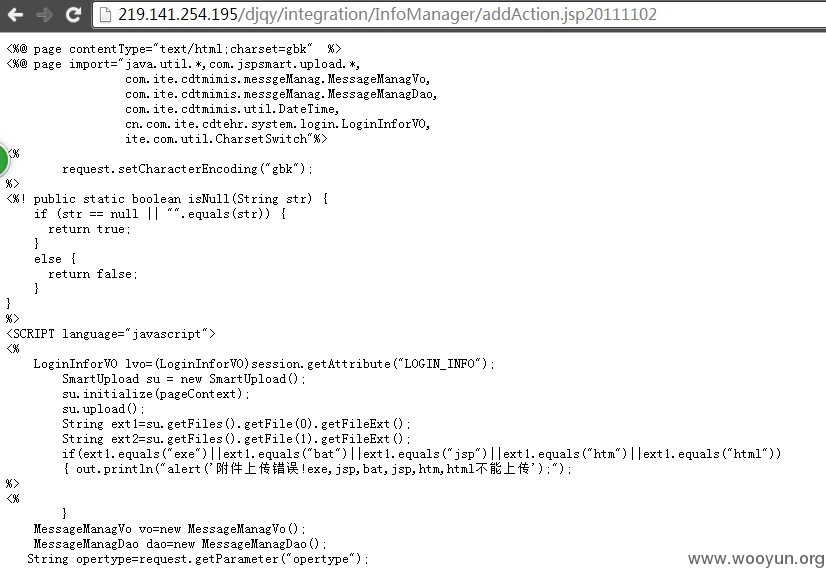 219.141.254.195/djqy/integration/InfoManager/addAction.jsp20111102
<%@ page contentType="text/html;charset=gbk"  %>
<%@ page import="java.util.*,com.jspsmart.upload.*,
com.ite.cdtmimis.messgeManag.MessageManagVo,
com.ite.cdtmimis.messgeManag.MessageManagDao,
com.ite.cdtmimis.util.DateTime,
cn.com.ite.cdtehr.system.login.LoginInforVO,
ite.com.util.CharsetSwitch"%>
<%
request.setCharacterEncoding("gbk");
%>
<%! public static boolean isNull(String str) {
if (str == null || "".equals(str)) {
return true;
}
else {
return false;
}
}
%>
<SCRIPT language="javascript">
<%
LoginInforVO lvo=(LoginInforVO)session.getAttribute("LOGIN_INFO");
SmartUpload su = new SmartUpload();
su.initialize(pageContext);
su.upload();
String ext1=su.getFiles().getFile(0).getFileExt();
String ext2=su.getFiles().getFile(1).getFileExt();
if(ext1.equals("exe")||ext1.equals("bat")||ext1.equals("jsp")||ext1.equals("htm")||ext1.equals("html"))
{ out.println("alert('附件上传错误!exe,jsp,bat,jsp,htm,html不能上传');");
%>
<%
}
MessageManagVo vo=new MessageManagVo();
MessageManagDao dao=new MessageManagDao();
String opertype=request.getParameter("opertype");
www.wooyun.org